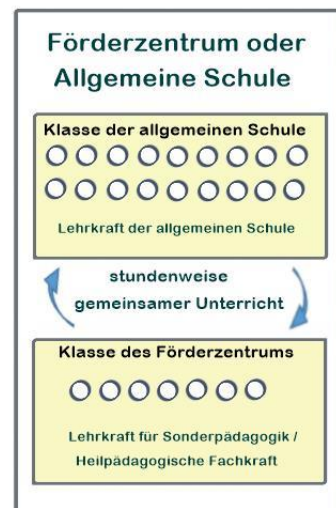 Förderzentrum oder
Allgemeine Schule
Klasse der allgemeinen Schule
Lehrkraft der allgemeinen Schule
stundenweise
gemeinsamer Unterricht
Klasse des Förderzentrums
Lehrkraft für Sonderpädagogik /
Heilpädagogische Fachkraft